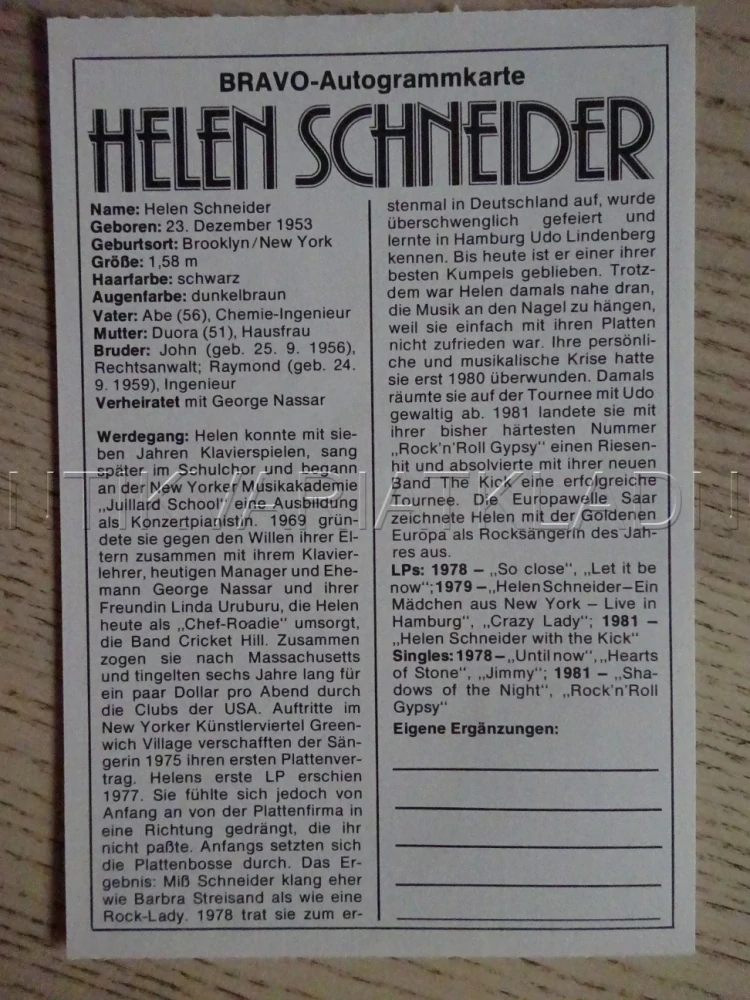 BRAVO-Autogrammkarte
HELEN SCHNEIDER
Name: Helen Schneider
Geboren: 23. Dezember 1953
Geburtsort: Brooklyn/New York
Größe: 1,58 m
Haarfarbe: schwarz
Augenfarbe: dunkelbraun
Vater: Abe (56), Chemie-Ingenieur
Mutter: Duora (51), Hausfrau
Bruder: John (geb. 25. 9. 1956),
Rechtsanwalt; Raymond (geb. 24.
9. 1959), Ingenieur
Verheiratet mit George Nassar
Werdegang: Helen konnte mit sie-
ben Jahren Klavierspielen, sang
später im Schulchor und begann
an der New Yorker Musikakademie
„Juillard School“ eine Ausbildung
als Konzertpianistin. 1969 grün-
dete sie gegen den Willen ihrer El-
tern zusammen mit ihrem Klavier-
lehrer, heutigen Manager und Ehe-
mann George Nassar und ihrer
Freundin Linda Uruburu, die Helen
heute als „Chef-Roadie“ umsorgt,
die Band Cricket Hill. Zusammen
zogen sie nach Massachusetts
und tingelten sechs Jahre lang für
ein paar Dollar pro Abend durch
die Clubs der USA. Auftritte im
New Yorker Künstlerviertel Green-
wich Village verschafften der Sän-
gerin 1975 ihren ersten Plattenver-
trag. Helens erste LP erschien
1977. Sie fühlte sich jedoch von
Anfang an von der Plattenfirma in
eine Richtung gedrängt, die ihr
nicht paßte. Anfangs setzten sich
die Plattenbosse durch. Das Er-
gebnis: Miß Schneider klang eher
wie Barbra Streisand als wie eine
Rock-Lady. 1978 trat sie zum er-
stenmal in Deutschland auf, wurde
überschwenglich gefeiert und
lernte in Hamburg Udo Lindenberg
kennen. Bis heute ist er einer ihrer
besten Kumpels geblieben. Trotz-
dem war Helen damals nahe dran,
die Musik an den Nagel zu hängen,
weil sie einfach mit ihren Platten
nicht zufrieden war. Ihre persönli-
che und musikalische Krise hatte
sie erst 1980 überwunden. Damals
räumte sie auf der Tournee mit Udo
gewaltig ab. 1981 landete sie mit
ihrer bisher härtesten Nummer
„Rock'n'Roll Gypsy“ einen Riesen-
hit und absolvierte mit ihrer neuen
Band The Kick eine erfolgreiche
Tournee. Die Europawelle Saar
zeichnete Helen mit der Goldenen
Europa als Rocksängerin des Jah-
res aus.
LPs: 1978 – „So close“, „Let it be
now“; 1979 – „Helen Schneider – Ein
Mädchen aus New York – Live in
Hamburg“, „Crazy Lady“; 1981 –
„Helen Schneider with the Kick“
Singles: 1978 – „Until now“, „Hearts
of Stone“, „Jimmy“; 1981 – „Sha-
dows of the Night“, „Rock'n'Roll
Gypsy“
Eigene Ergänzungen: